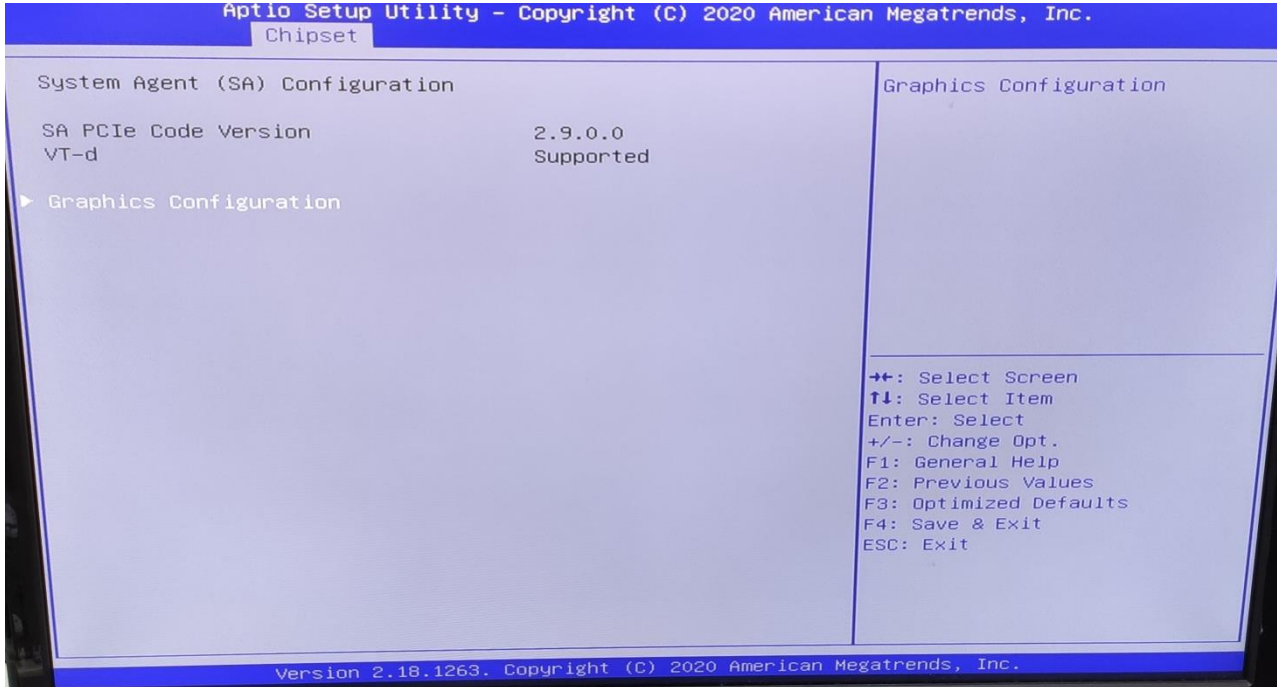 Aptio Setup Utility – Copyright (C) 2020 American Megatrends, Inc.
Chipset
System Agent (SA) Configuration
SA PCIe Code Version 2.9.0.0
VT-d Supported
▶ Graphics Configuration
Graphics Configuration
→←: Select Screen
↑↓: Select Item
Enter: Select
+/-: Change Opt.
F1: General Help
F2: Previous Values
F3: Optimized Defaults
F4: Save & Exit
ESC: Exit
Version 2.18.1263. Copyright (C) 2020 American Megatrends, Inc.